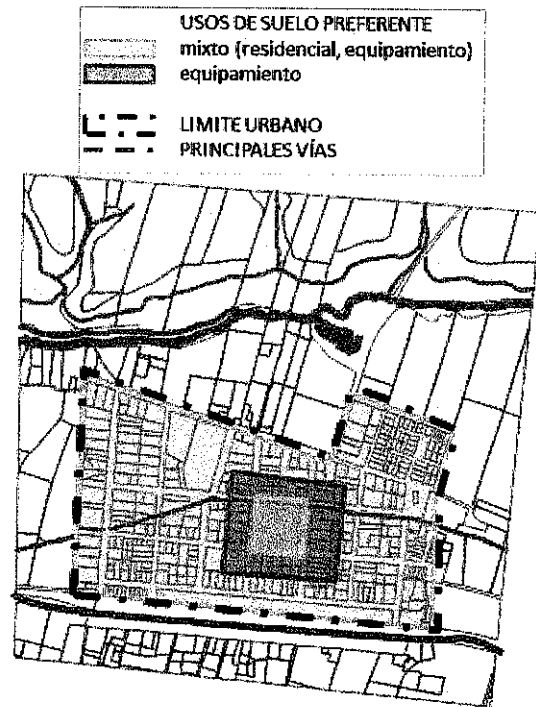 USOS DE SUELO PREFERENTE
mixto (residencial, equipamiento)
equipamiento
LIMITE URBANO
PRINCIPALES VÍAS